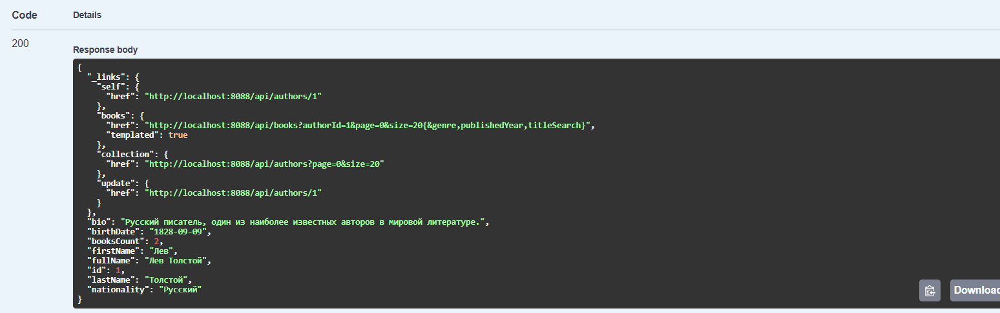 Code Details
200
Response body
{
  "_links": {
    "self": {
      "href": "http://localhost:8088/api/authors/1"
    },
    "books": {
      "href": "http://localhost:8088/api/books?authorId=1&page=0&size=20{&genre,publishedYear,titleSearch}",
      "templated": true
    },
    "collection": {
      "href": "http://localhost:8088/api/authors?page=0&size=20"
    },
    "update": {
      "href": "http://localhost:8088/api/authors/1"
    }
  },
  "bio": "Русский писатель, один из наиболее известных авторов в мировой литературе.",
  "birthDate": "1828-09-09",
  "booksCount": 2,
  "firstName": "Лев",
  "fullName": "Лев Толстой",
  "id": 1,
  "lastName": "Толстой",
  "nationality": "Русский"
}
Download